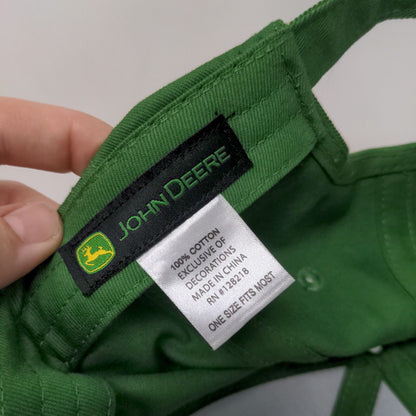 JOHN DEERE
100% COTTON
EXCLUSIVE OF
DECORATIONS
MADE IN CHINA
RN #128218
ONE SIZE FITS MOST